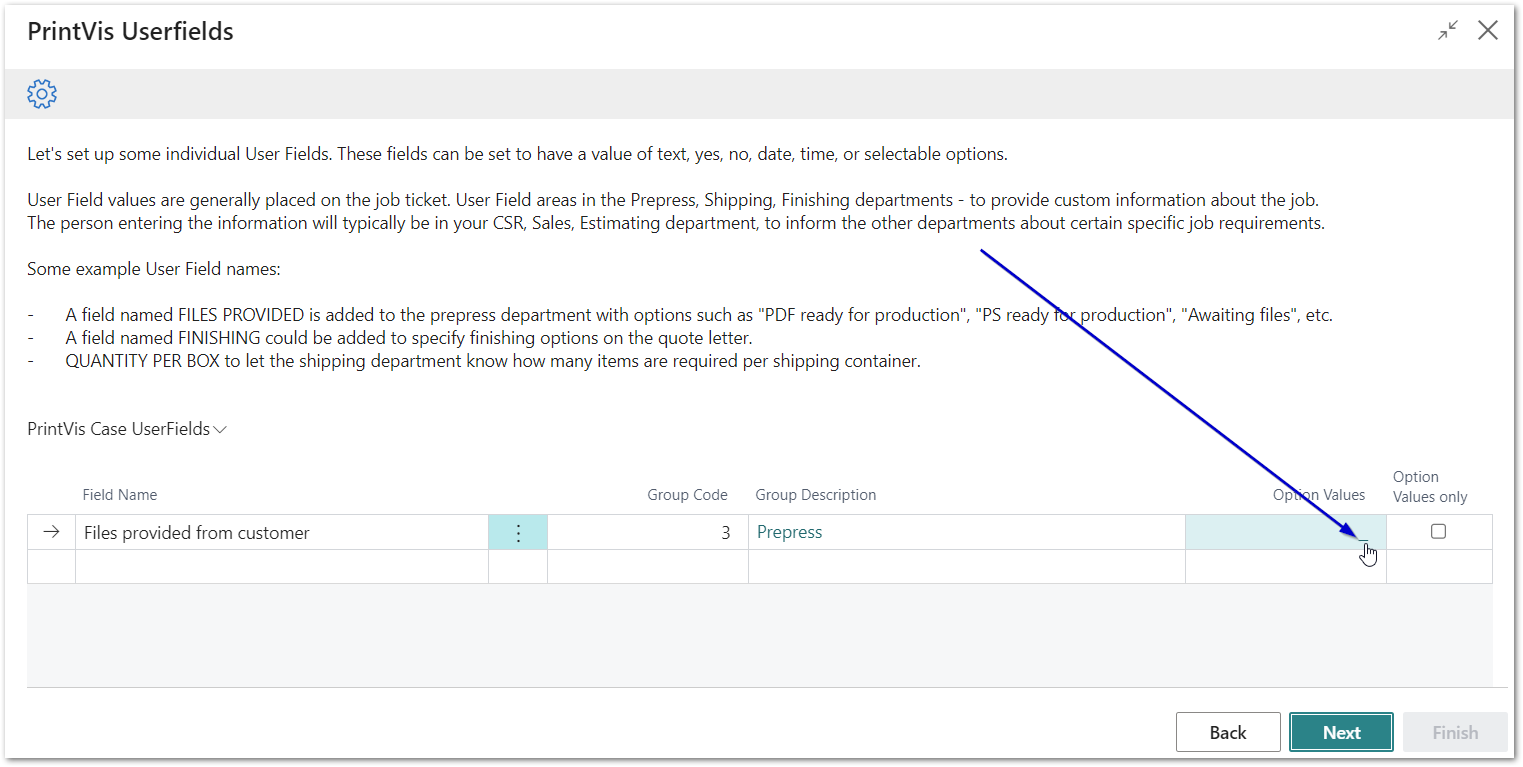 PrintVis Userfields
Let's set up some individual User Fields. These fields can be set to have a value of text, yes, no, date, time, or selectable options.
User Field values are generally placed on the job ticket. User Field areas in the Prepress, Shipping, Finishing departments - to provide custom information about the job.
The person entering the information will typically be in your CSR, Sales, Estimating department, to inform the other departments about certain specific job requirements.
Some example User Field names:
- A field named FILES PROVIDED is added to the prepress department with options such as "PDF ready for production", "PS ready for production", "Awaiting files", etc.
- A field named FINISHING could be added to specify finishing options on the quote letter.
- QUANTITY PER BOX to let the shipping department know how many items are required per shipping container.
PrintVis Case UserFields
Field Name Group Code Group Description Option Values Option
Values only
Files provided from customer 3 Prepress _
Back Next Finish